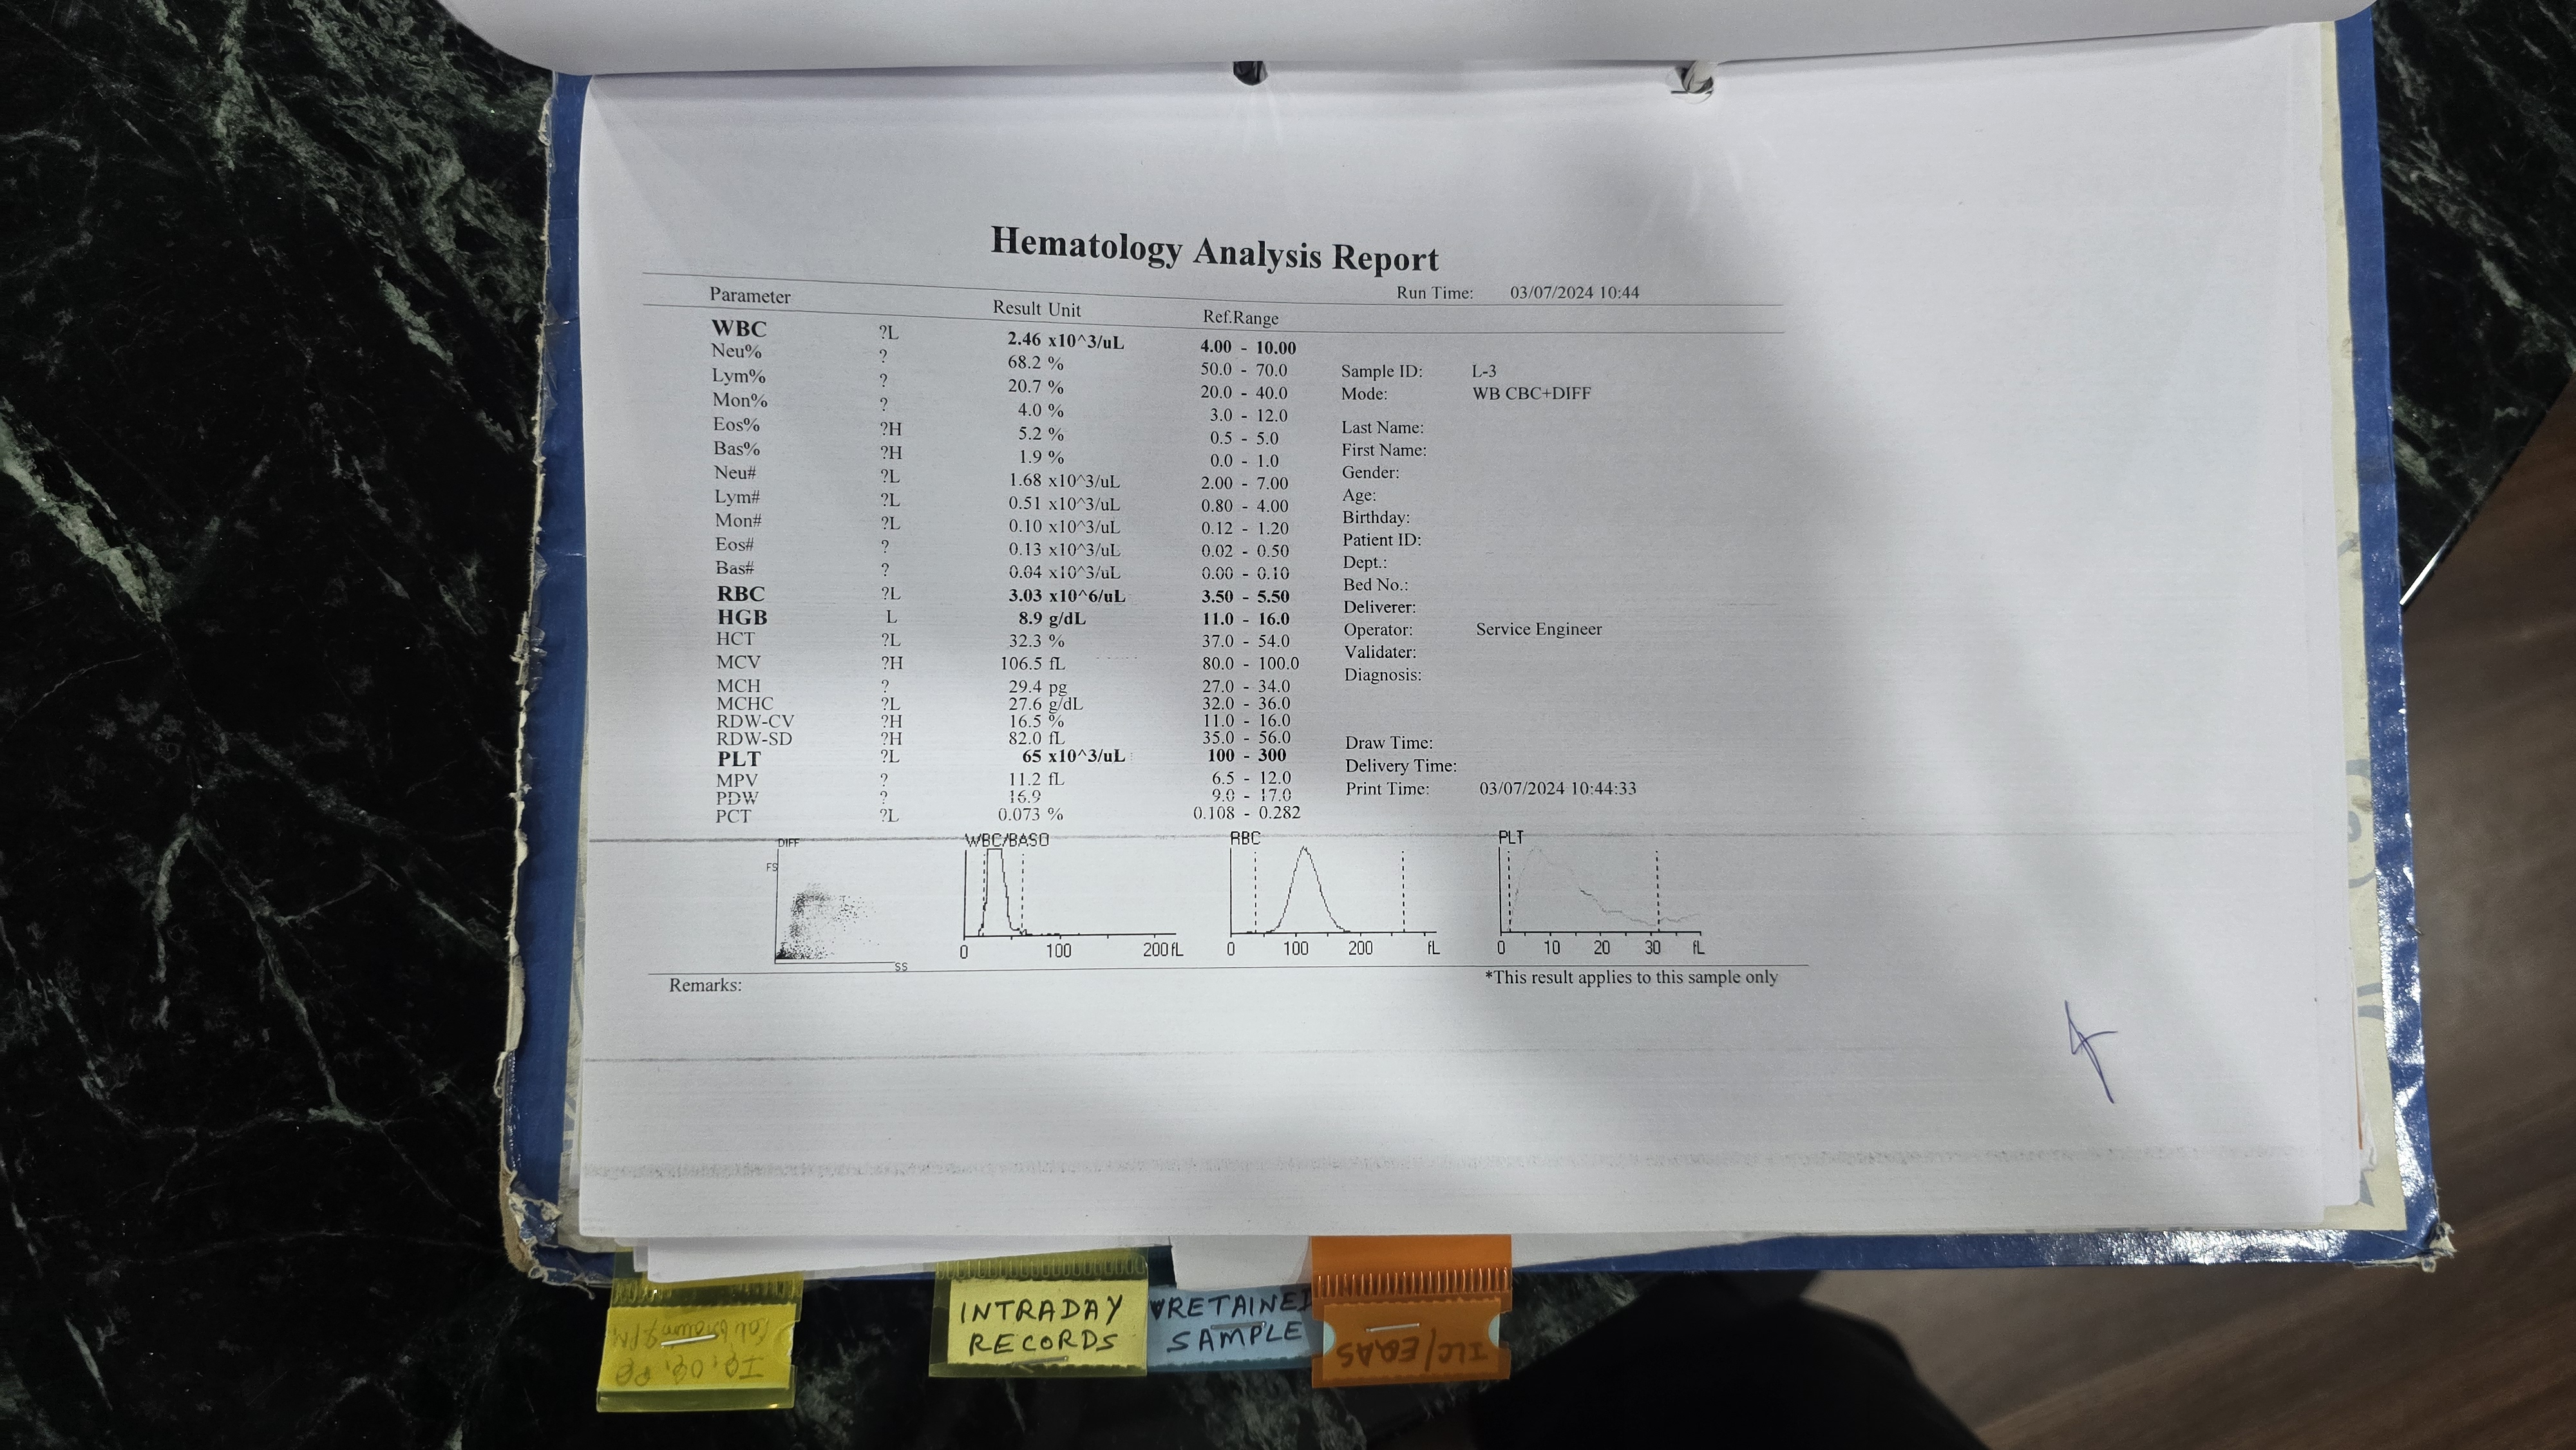 Hematology Analysis Report
Run Time: 03/07/2024 10:44
Parameter Result Unit Ref.Range
WBC ?L 2.46 x10^3/uL 4.00 - 10.00 Sample ID: L-3
Neu% ? 68.2 % 50.0 - 70.0 Mode: WB CBC+DIFF
Lym% ? 20.7 % 20.0 - 40.0
Mon% ? 4.0 % 3.0 - 12.0 Last Name:
Eos% ?H 5.2 % 0.5 - 5.0 First Name:
Bas% ?H 1.9 % 0.0 - 1.0 Gender:
Neu# ?L 1.68 x10^3/uL 2.00 - 7.00 Age:
Lym# ?L 0.51 x10^3/uL 0.80 - 4.00 Birthday:
Mon# ?L 0.10 x10^3/uL 0.12 - 1.20 Patient ID:
Eos# ? 0.13 x10^3/uL 0.02 - 0.50 Dept.:
Bas# ? 0.04 x10^3/uL 0.00 - 0.10 Bed No.:
RBC ?L 3.03 x10^6/uL 3.50 - 5.50 Deliverer:
HGB L 8.9 g/dL 11.0 - 16.0 Operator: Service Engineer
HCT ?L 32.3 % 37.0 - 54.0 Validater:
MCV ?H 106.5 fL 80.0 - 100.0 Diagnosis:
MCH ? 29.4 pg 27.0 - 34.0
MCHC ?L 27.6 g/dL 32.0 - 36.0
RDW-CV ?H 16.5 % 11.0 - 16.0
RDW-SD ?H 82.0 fL 35.0 - 56.0 Draw Time:
PLT ?L 65 x10^3/uL 100 - 300 Delivery Time:
MPV ? 11.2 fL 6.5 - 12.0 Print Time: 03/07/2024 10:44:33
PDW ? 16.9 9.0 - 17.0
PCT ?L 0.073 % 0.108 - 0.282
DIFF WBC/BASO RBC PLT
FS
SS
0 100 200fL 0 100 200 fL 0 10 20 30 fL
Remarks: *This result applies to this sample only
INTRADAY
RECORDS
RETAINED
SAMPLE
ILC/EQAS